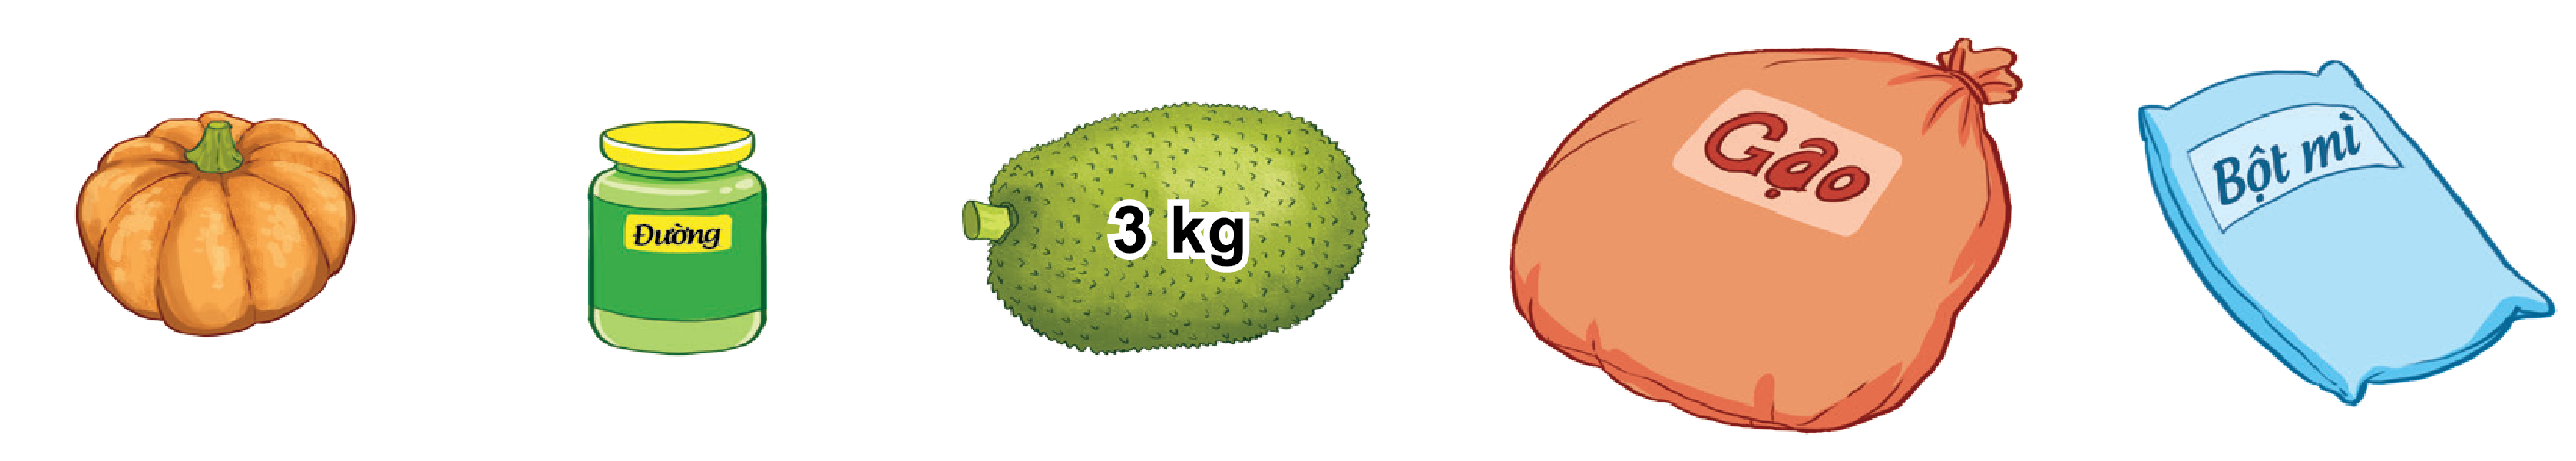 Đường
3 kg
Gạo
Bột mì